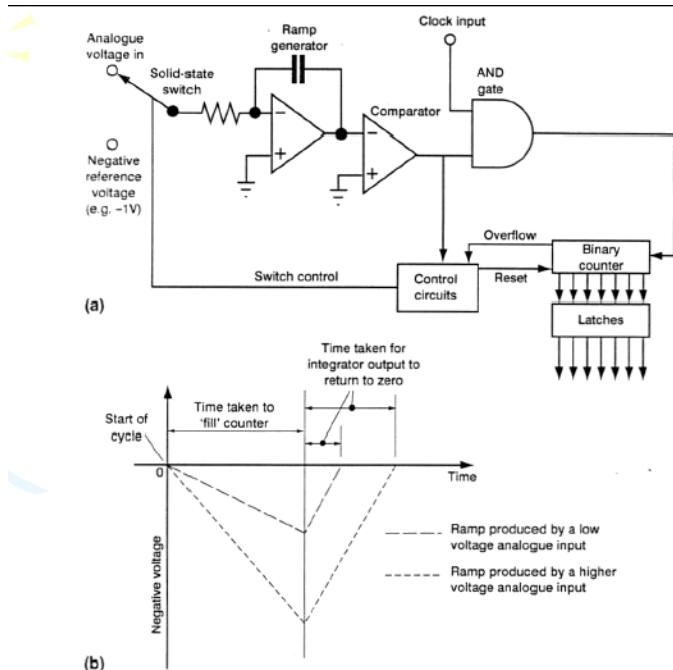 Analogue
voltage in
Solid-state
switch
Ramp
generator
Clock input
AND
gate
Comparator
−
+
−
+
Negative
reference
voltage
(e.g. −1V)
Switch control
Control
circuits
Overflow
Reset
Binary
counter
Latches
(a)
Time taken for
integrator output to
return to zero
Time taken to
'fill' counter
Start of
cycle
0
Time
Negative voltage
Ramp produced by a low
voltage analogue input
Ramp produced by a higher
voltage analogue input
(b)